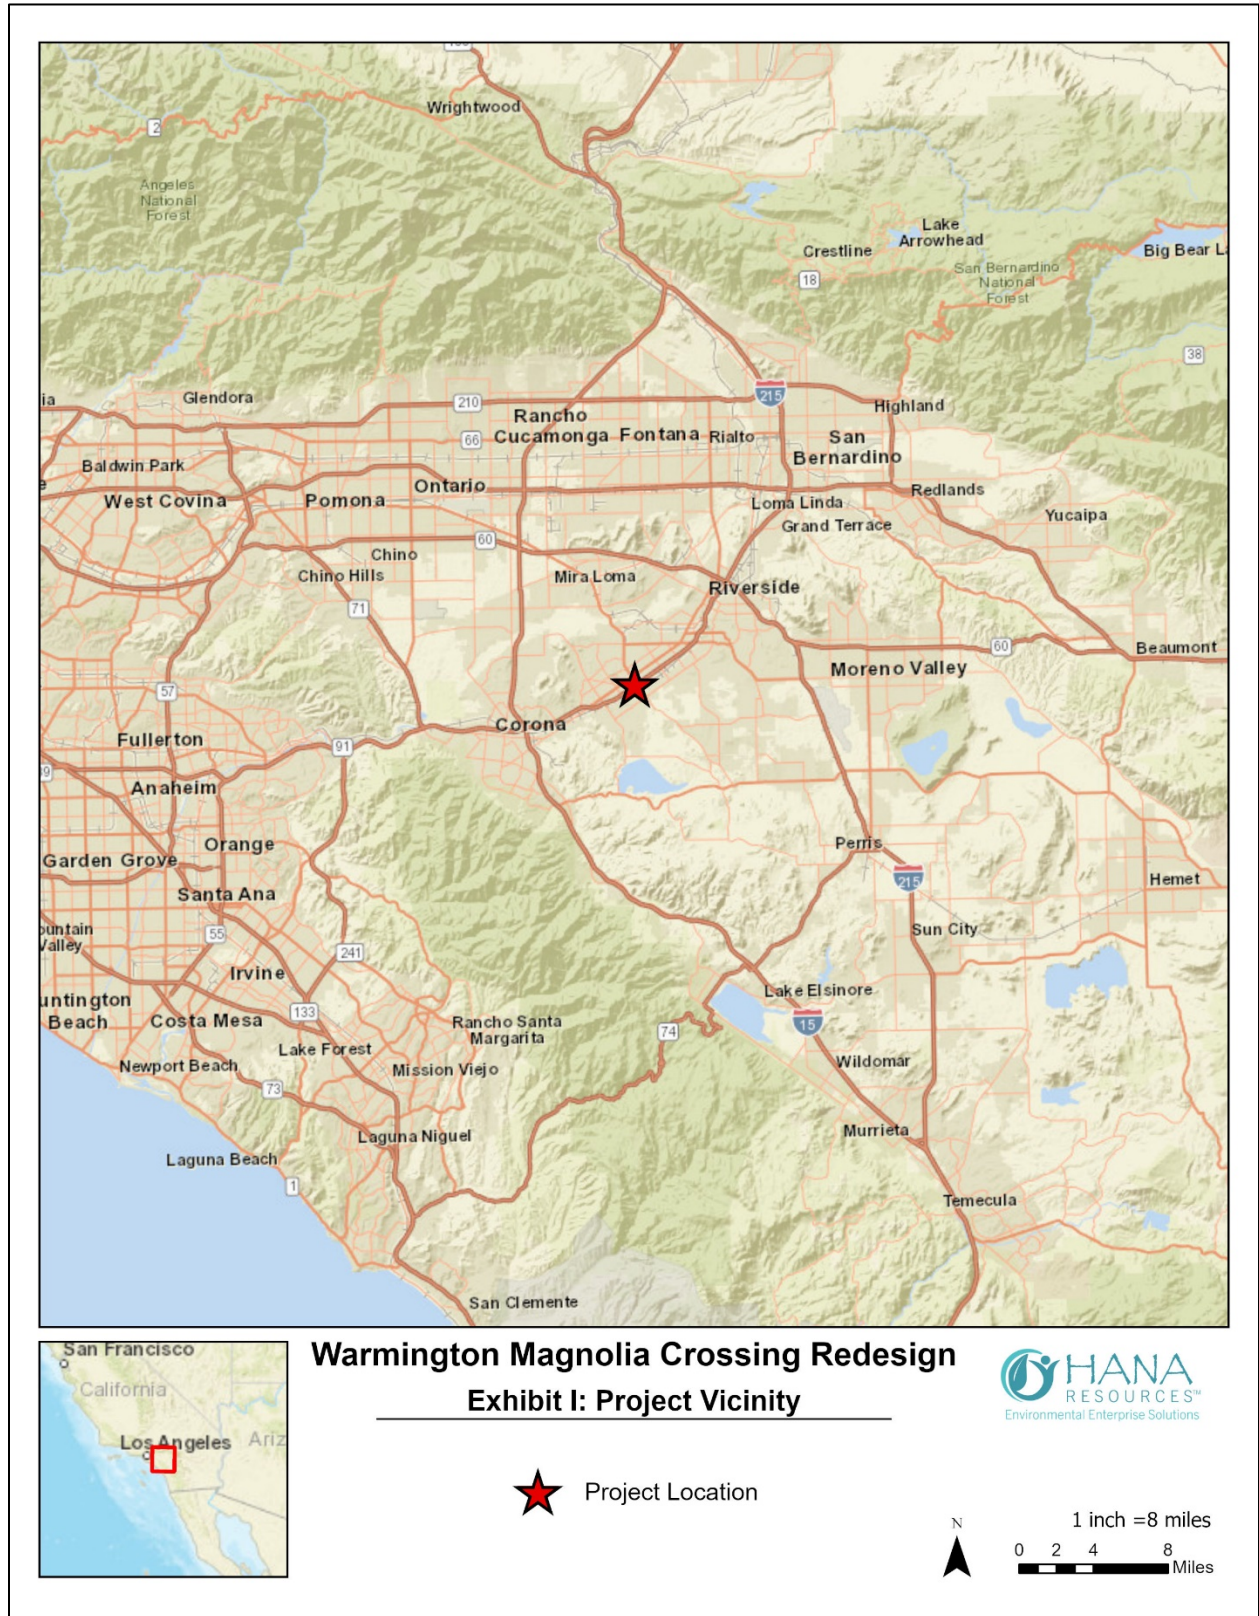 Wrightwood
2
Angeles
National
Forest
Lake
Arrowhead
Crestline
Big Bear L
San Bernardino
National
Forest
18
38
ia
Glendora
210
215
Highland
Rancho
Cucamonga
Fontana
Rialto
66
San
Bernardino
Baldwin Park
West Covina
Pomona
Ontario
Loma Linda
Redlands
Grand Terrace
Yucaipa
60
Chino
Chino Hills
Mira Loma
Riverside
71
60
Beaumont
Moreno Valley
57
Corona
Fullerton
91
Anaheim
Orange
Garden Grove
Perris
215
Hemet
Santa Ana
ountain
Valley
55
241
Sun City
Irvine
untington
Beach
Costa Mesa
133
Lake Elsinore
15
Rancho Santa
Margarita
74
Lake Forest
Newport Beach
Mission Viejo
Wildomar
73
Murrieta
Laguna Niguel
Laguna Beach
1
Temecula
San Clemente
San Francisco
California
Los Angeles
Ariz
Warmington Magnolia Crossing Redesign
Exhibit I: Project Vicinity
Project Location
OHANA
RESOURCES™
Environmental Enterprise Solutions
N
1 inch =8 miles
0 2 4 8
Miles